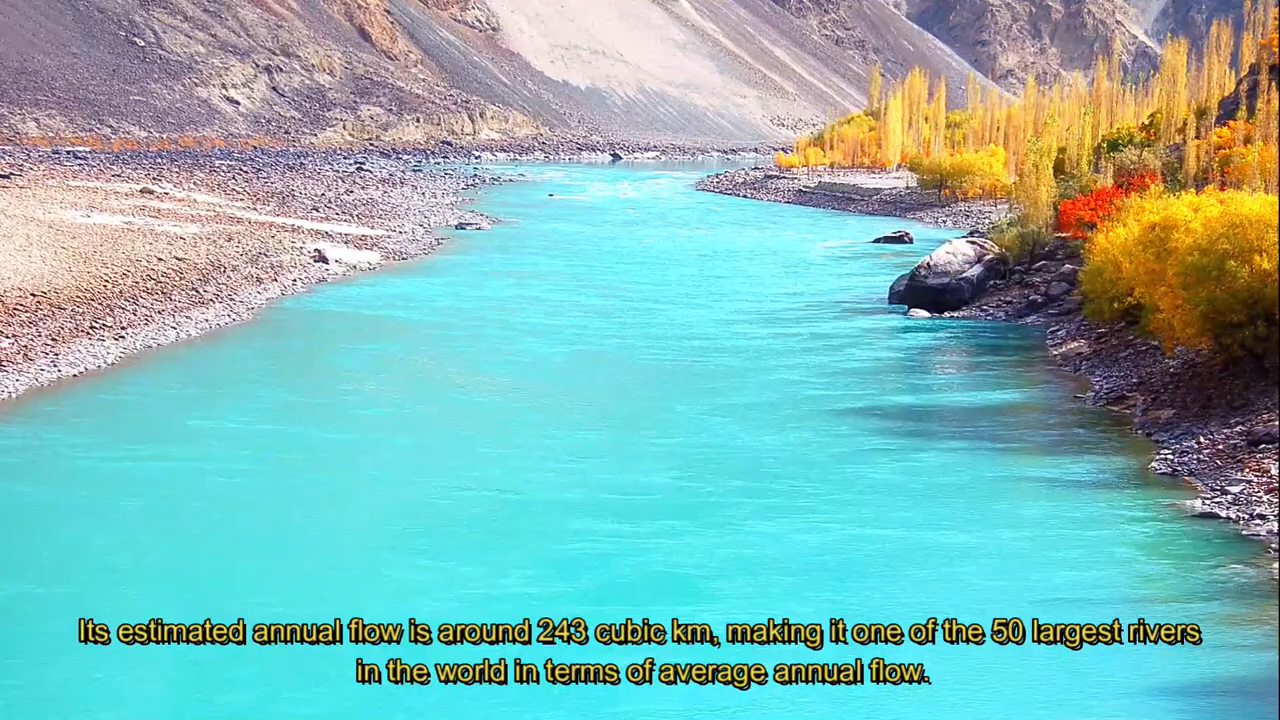 Its estimated annual flow is around 243 cubic km, making it one of the 50 largest rivers
in the world in terms of average annual flow.